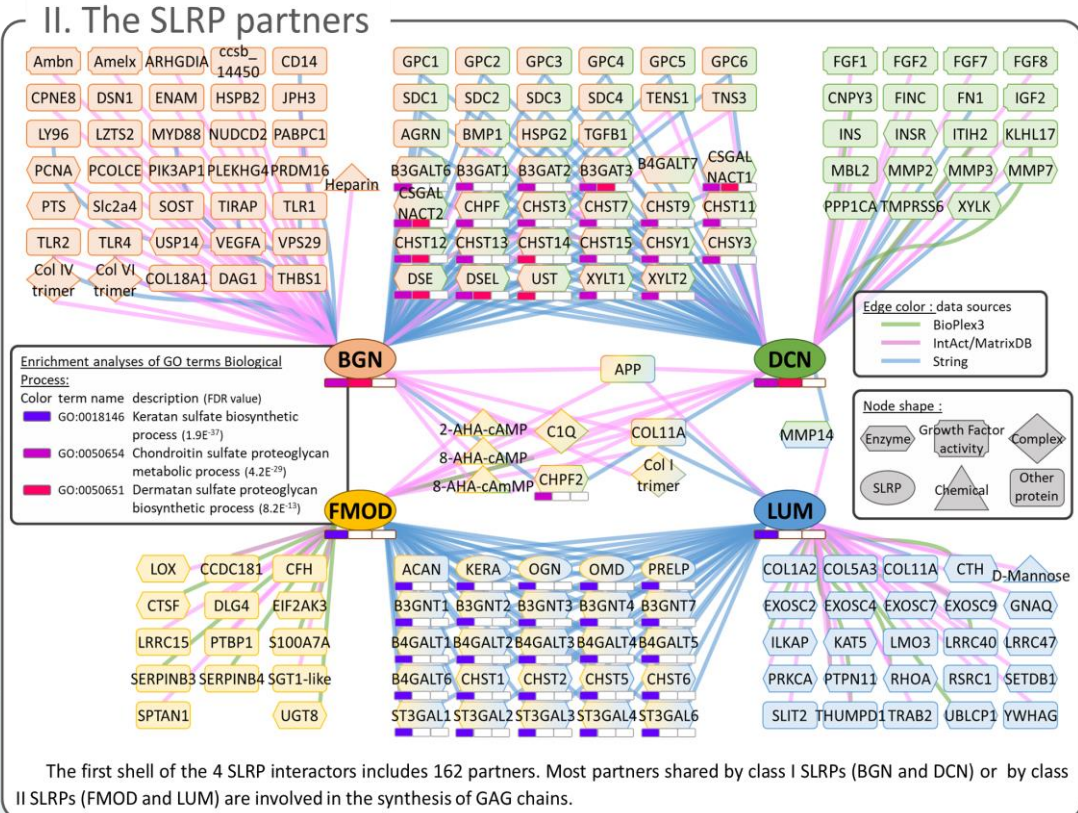 II. The SLRP partners
Ambn Amelx ARHGDIA ccsb_14450 CD14
CPNE8 DSN1 ENAM HSPB2 JPH3
LY96 LZTS2 MYD88 NUDCD2 PABPC1
PCNA PCOLCE PIK3AP1 PLEKHG4 PRDM16
Heparin
PTS Slc2a4 SOST TIRAP TLR1
TLR2 TLR4 USP14 VEGFA VPS29
Col IV trimer Col VI trimer COL18A1 DAG1 THBS1
GPC1 GPC2 GPC3 GPC4 GPC5 GPC6
SDC1 SDC2 SDC3 SDC4 TENS1 TNS3
AGRN BMP1 HSPG2 TGFB1
B3GALT6 B3GAT1 B3GAT2 B3GAT3 B4GALT7 CSGAL NACT1
CSGAL NACT2 CHPF CHST3 CHST7 CHST9 CHST11
CHST12 CHST13 CHST14 CHST15 CHSY1 CHSY3
DSE DSEL UST XYLT1 XYLT2
FGF1 FGF2 FGF7 FGF8
CNPY3 FINC FN1 IGF2
INS INSR ITIH2 KLHL17
MBL2 MMP2 MMP3 MMP7
PPP1CA TMPRSS6 XYLK
Edge color : data sources
BioPlex3
IntAct/MatrixDB
String
BGN
DCN
APP
MMP14
2-AHA-cAMP C1Q COL11A
8-AHA-cAMP
8-AHA-cAmMP CHPF2 Col I trimer
Enrichment analyses of GO terms Biological
Process:
Color term name description (FDR value)
GO:0018146 Keratan sulfate biosynthetic
process (1.9E-37)
GO:0050654 Chondroitin sulfate proteoglycan
metabolic process (4.2E-29)
GO:0050651 Dermatan sulfate proteoglycan
biosynthetic process (8.2E-13)
Node shape :
Enzyme Growth Factor activity Complex
SLRP Chemical Other protein
FMOD
LUM
LOX CCDC181 CFH
CTSF DLG4 EIF2AK3
LRRC15 PTBP1 S100A7A
SERPINB3 SERPINB4 SGT1-like
SPTAN1 UGT8
ACAN KERA OGN OMD PRELP
B3GNT1 B3GNT2 B3GNT3 B3GNT4 B3GNT7
B4GALT1 B4GALT2 B4GALT3 B4GALT4 B4GALT5
B4GALT6 CHST1 CHST2 CHST5 CHST6
ST3GAL1 ST3GAL2 ST3GAL3 ST3GAL4 ST3GAL6
COL1A2 COL5A3 COL11A CTH D-Mannose
EXOSC2 EXOSC4 EXOSC7 EXOSC9 GNAQ
ILKAP KAT5 LMO3 LRRC40 LRRC47
PRKCA PTPN11 RHOA RSRC1 SETDB1
SLIT2 THUMPD1 TRAB2 UBLCP1 YWHAG
The first shell of the 4 SLRP interactors includes 162 partners. Most partners shared by class I SLRPs (BGN and DCN) or by class
II SLRPs (FMOD and LUM) are involved in the synthesis of GAG chains.